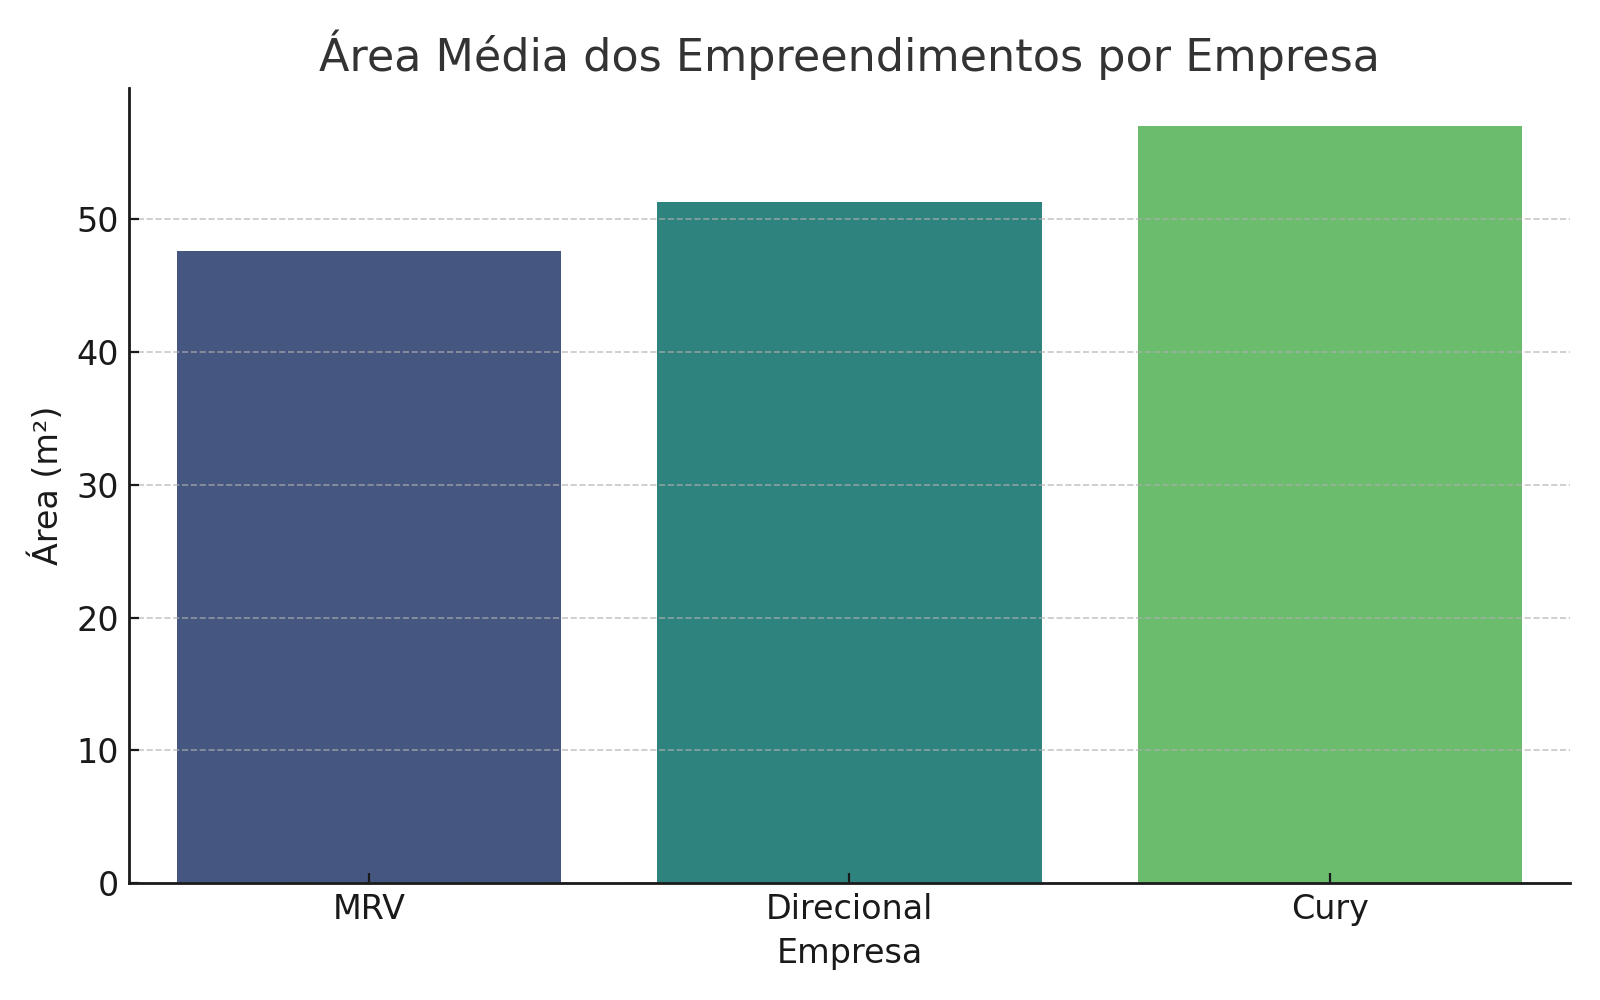 Área Média dos Empreendimentos por Empresa
Área (m²)
50
40
30
20
10
0
MRV Direcional Cury
Empresa